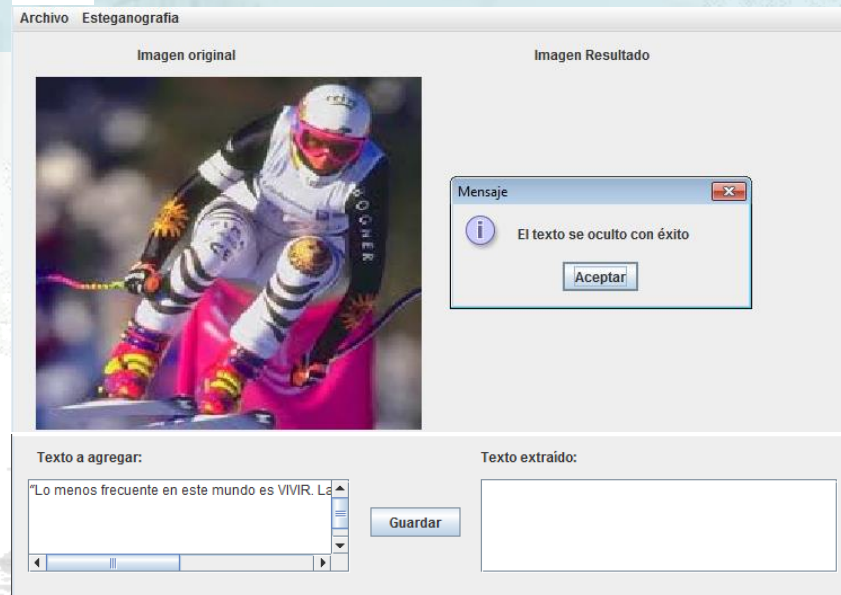 Archivo Esteganografia
Imagen original
Imagen Resultado
BOGNER
Mensaje
El texto se oculto con éxito
Aceptar
Texto a agregar:
Texto extraído:
"Lo menos frecuente en este mundo es VIVIR. La
Guardar